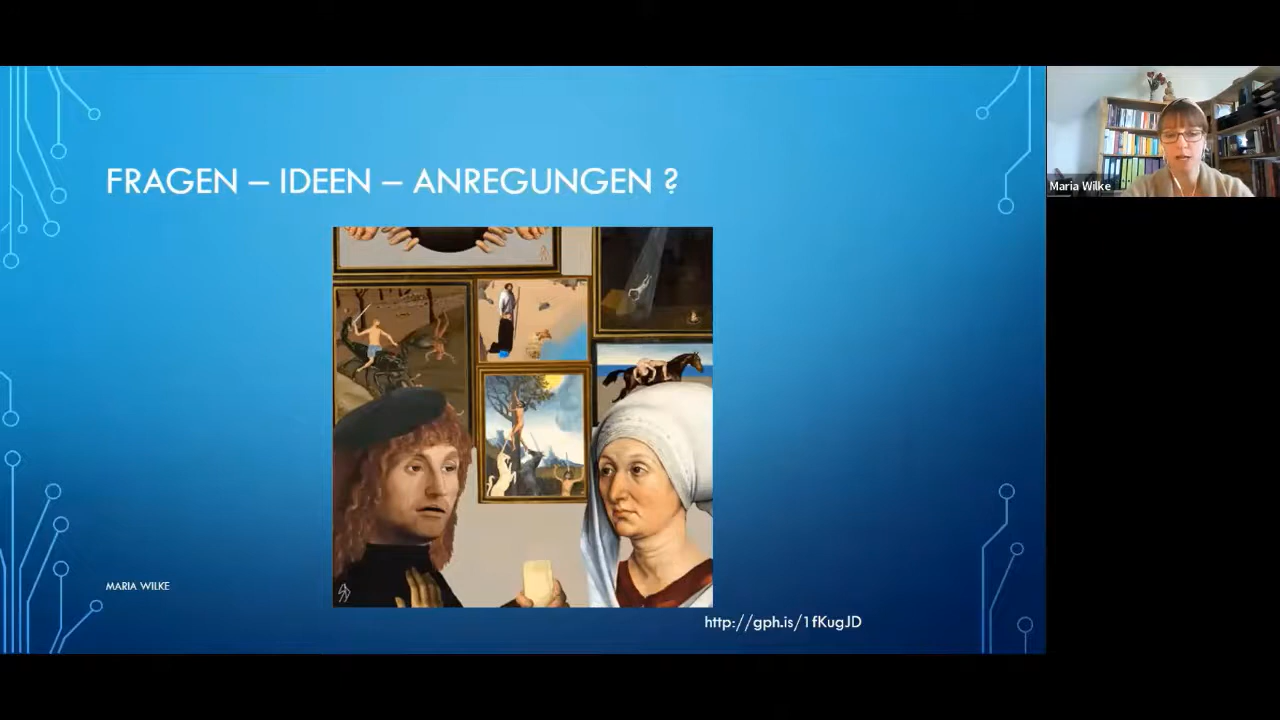 FRAGEN – IDEEN – ANREGUNGEN ?
Maria Wilke
MARIA WILKE
http://gph.is/1fKugJD